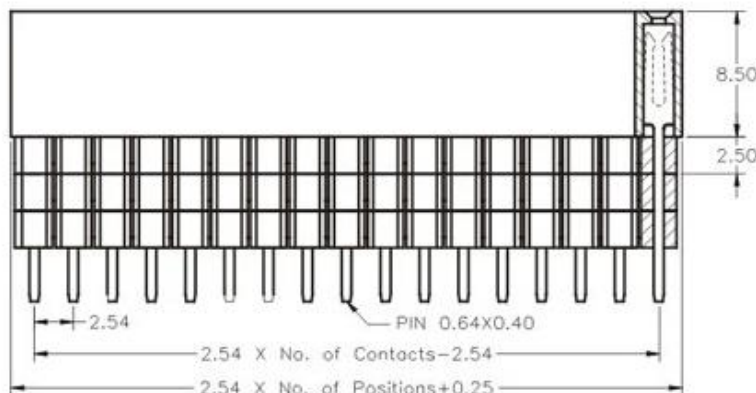 8.50
2.50
2.54
PIN 0.64X0.40
2.54 X No. of Contacts-2.54
2.54 X No. of Positions+0.25